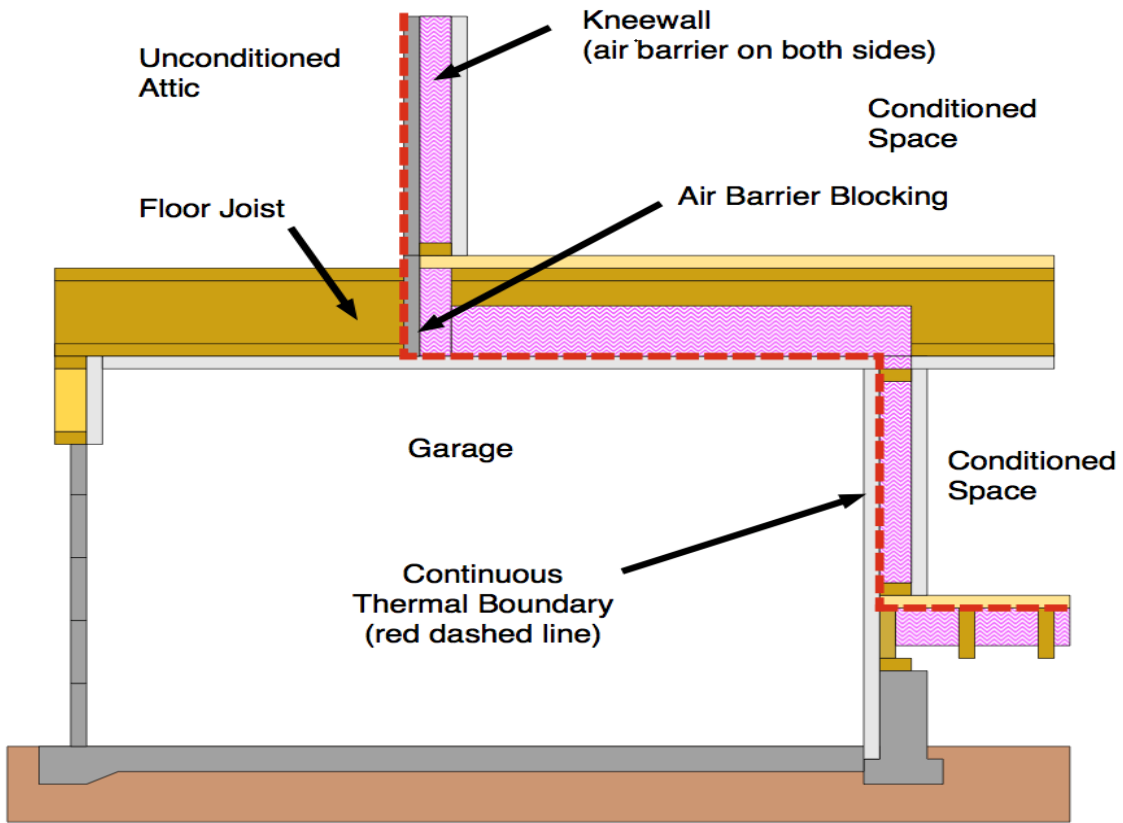 Kneewall
(air barrier on both sides)
Unconditioned
Attic
Conditioned
Space
Floor Joist
Air Barrier Blocking
Garage
Conditioned
Space
Continuous
Thermal Boundary
(red dashed line)